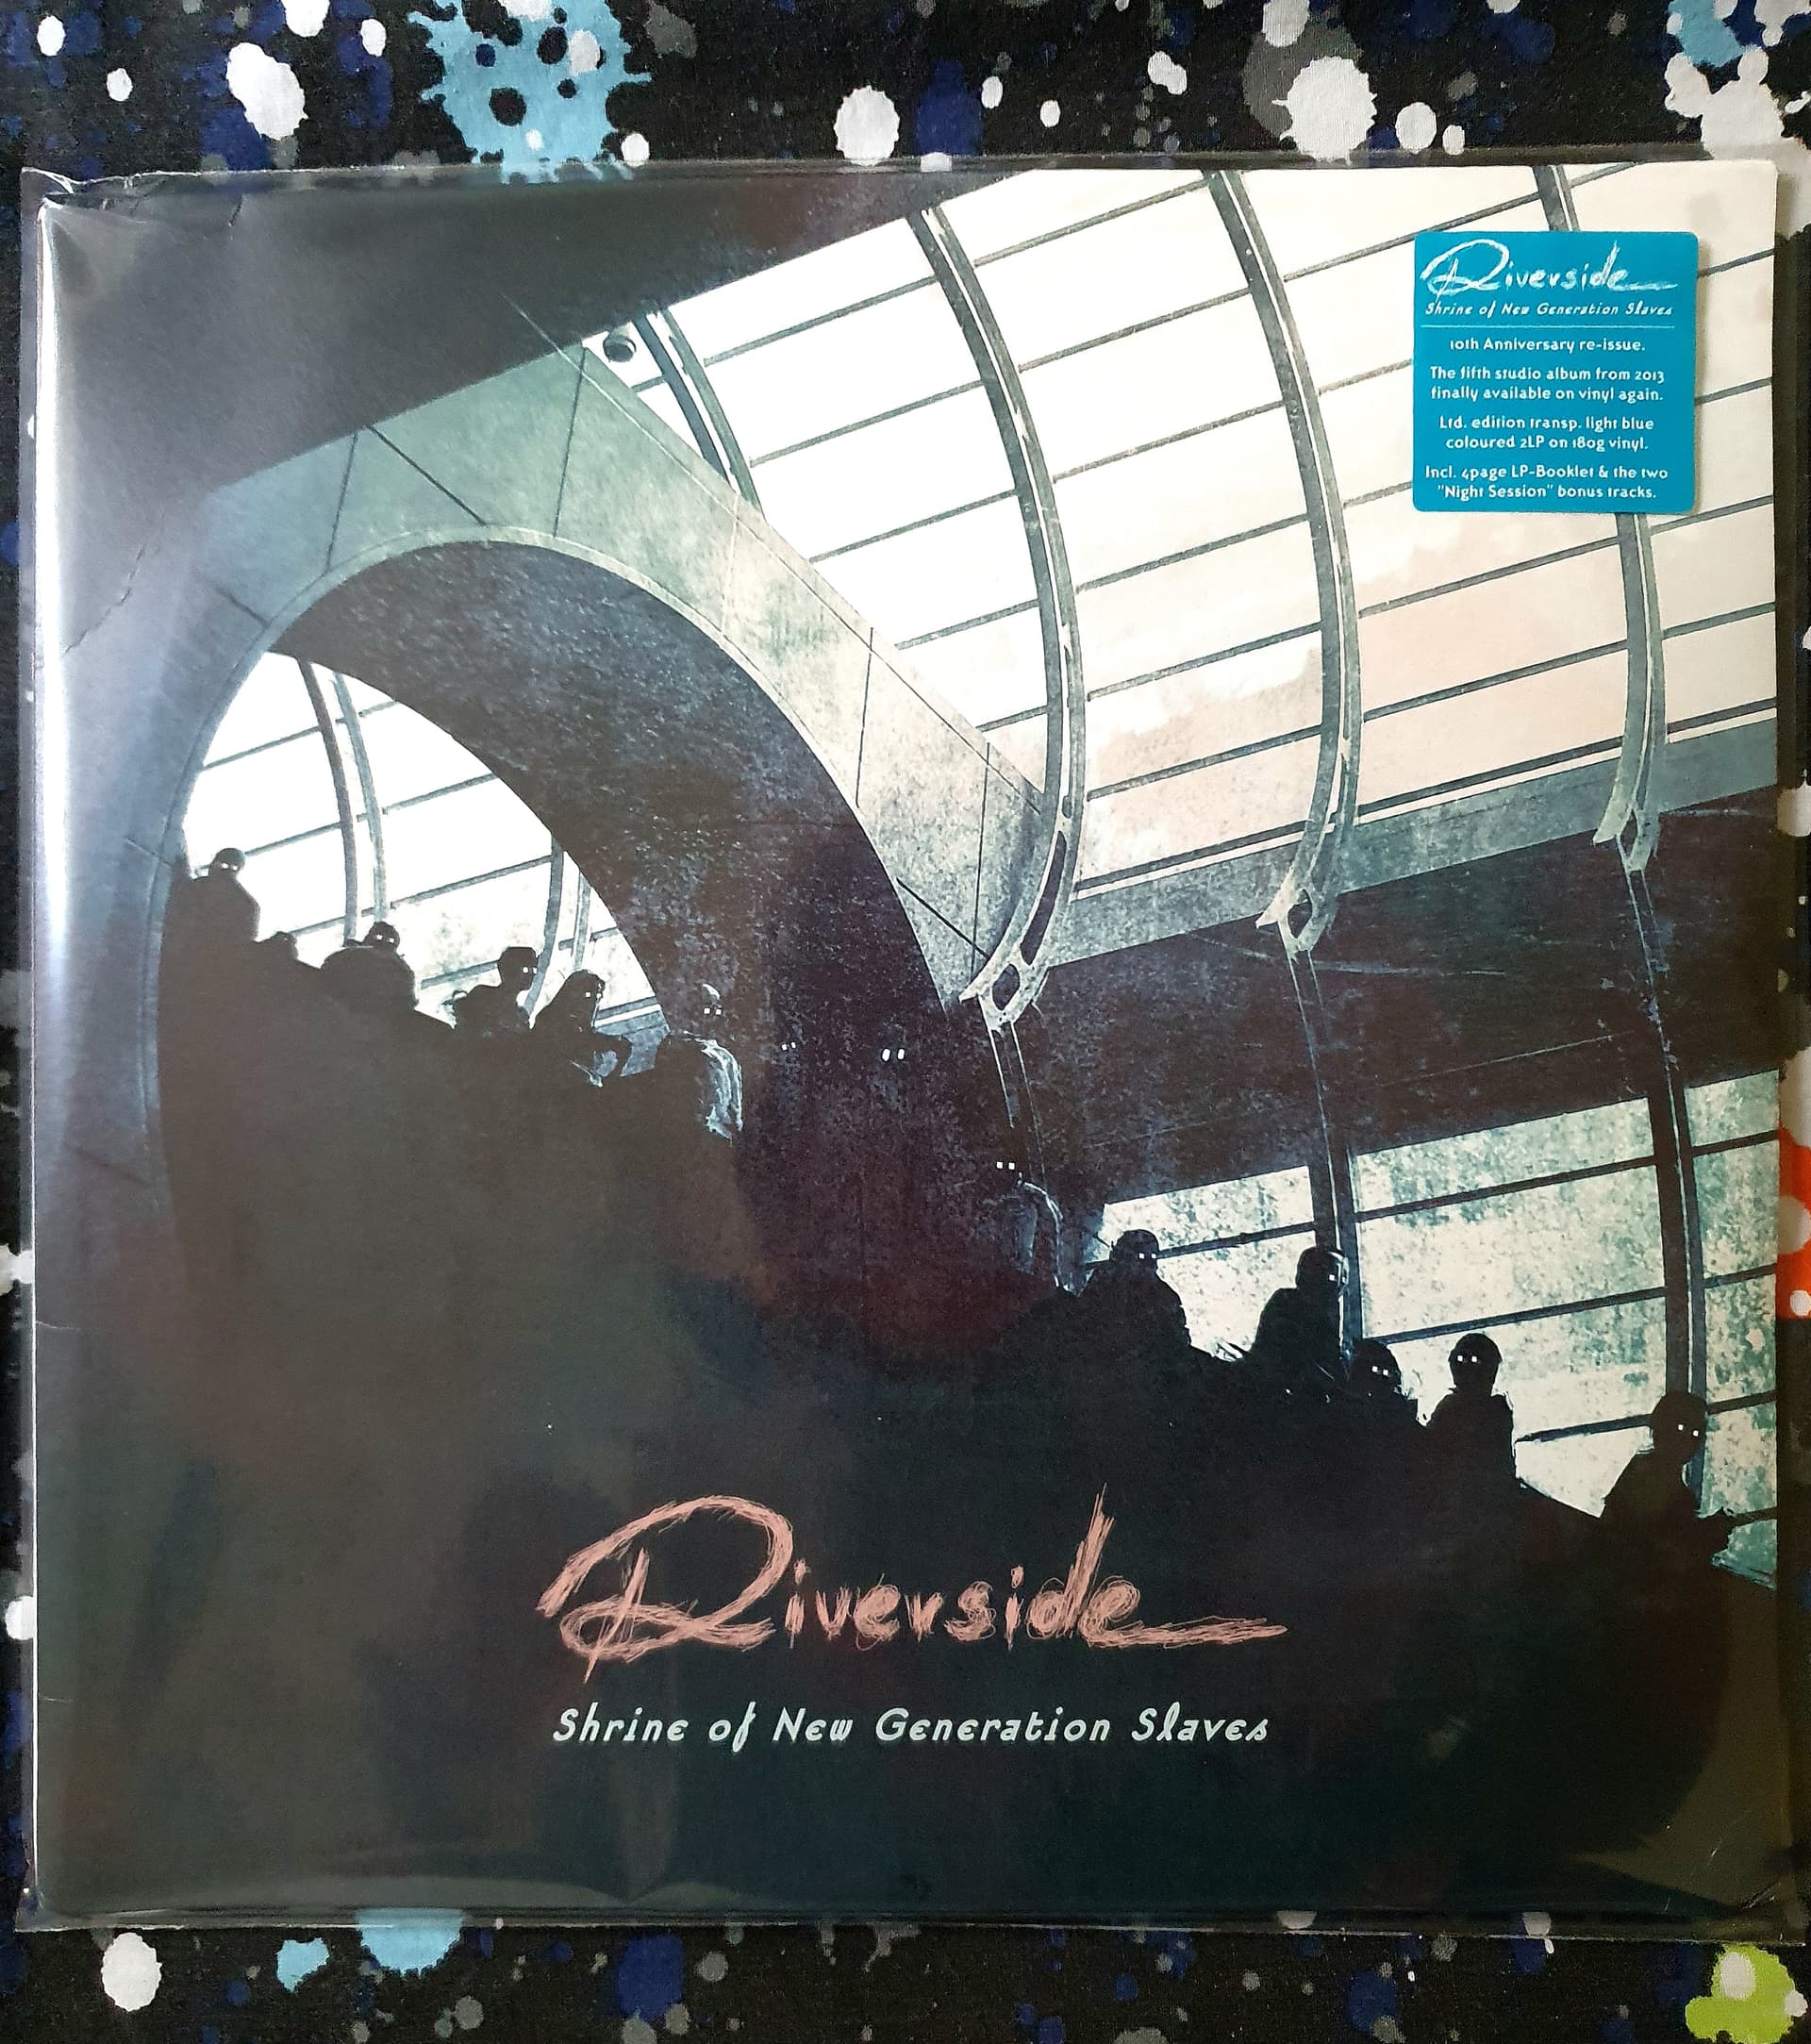 Riverside
Shrine of New Generation Slaves
10th Anniversary re-issue.
The fifth studio album from 2013
finally available on vinyl again.
Ltd. edition transp. light blue
coloured 2LP on 180g vinyl.
Incl. 4page LP-Booklet & the two
"Night Session" bonus tracks.
Riverside
Shrine of New Generation Slaves